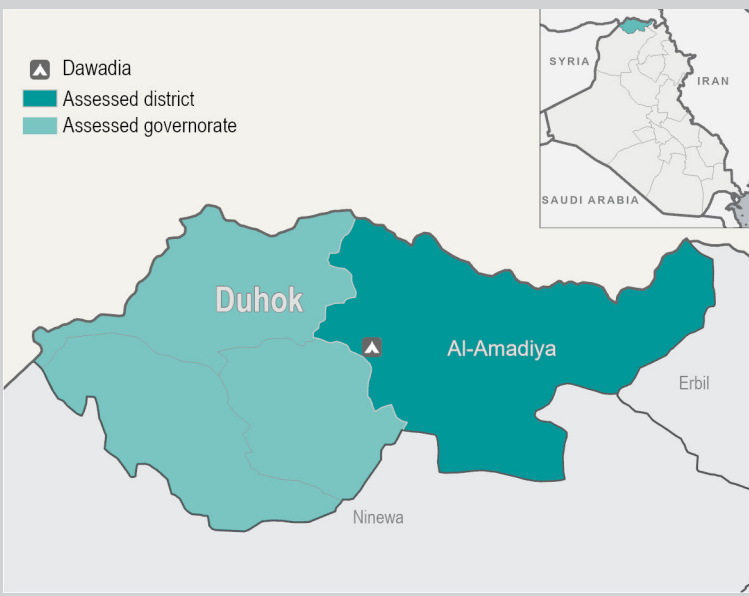 Dawadia
Assessed district
Assessed governorate
SYRIA
IRAN
SAUDI ARABIA
Duhok
Al-Amadiya
Erbil
Ninewa